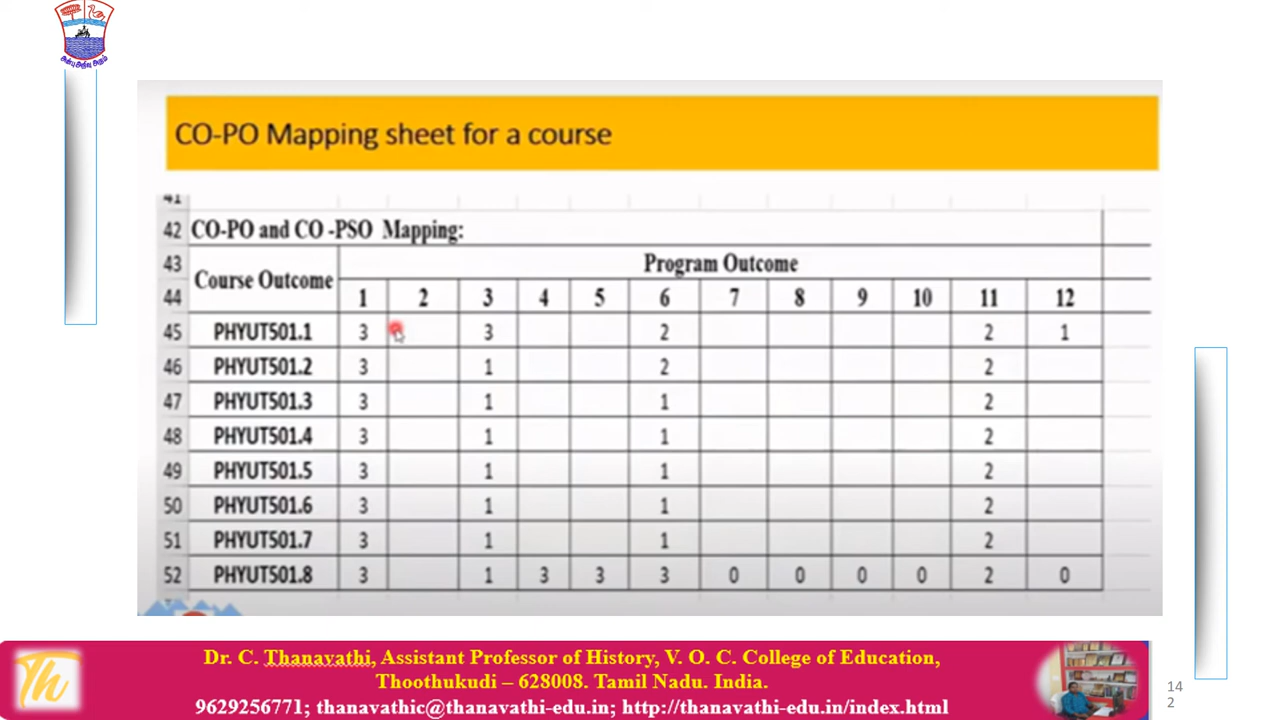 அன்பு அறிவு அறம்
CO-PO Mapping sheet for a course
41
42 CO-PO and CO -PSO Mapping:
43 Course Outcome Program Outcome
44 1 2 3 4 5 6 7 8 9 10 11 12
45 PHYUT501.1 3 3 2 2 1
46 PHYUT501.2 3 1 2 2
47 PHYUT501.3 3 1 1 2
48 PHYUT501.4 3 1 1 2
49 PHYUT501.5 3 1 1 2
50 PHYUT501.6 3 1 1 2
51 PHYUT501.7 3 1 1 2
52 PHYUT501.8 3 1 3 3 3 0 0 0 0 2 0
Th
Dr. C. Thanavathi, Assistant Professor of History, V. O. C. College of Education,
Thoothukudi – 628008. Tamil Nadu. India.
9629256771; thanavathic@thanavathi-edu.in; http://thanavathi-edu.in/index.html
14
2